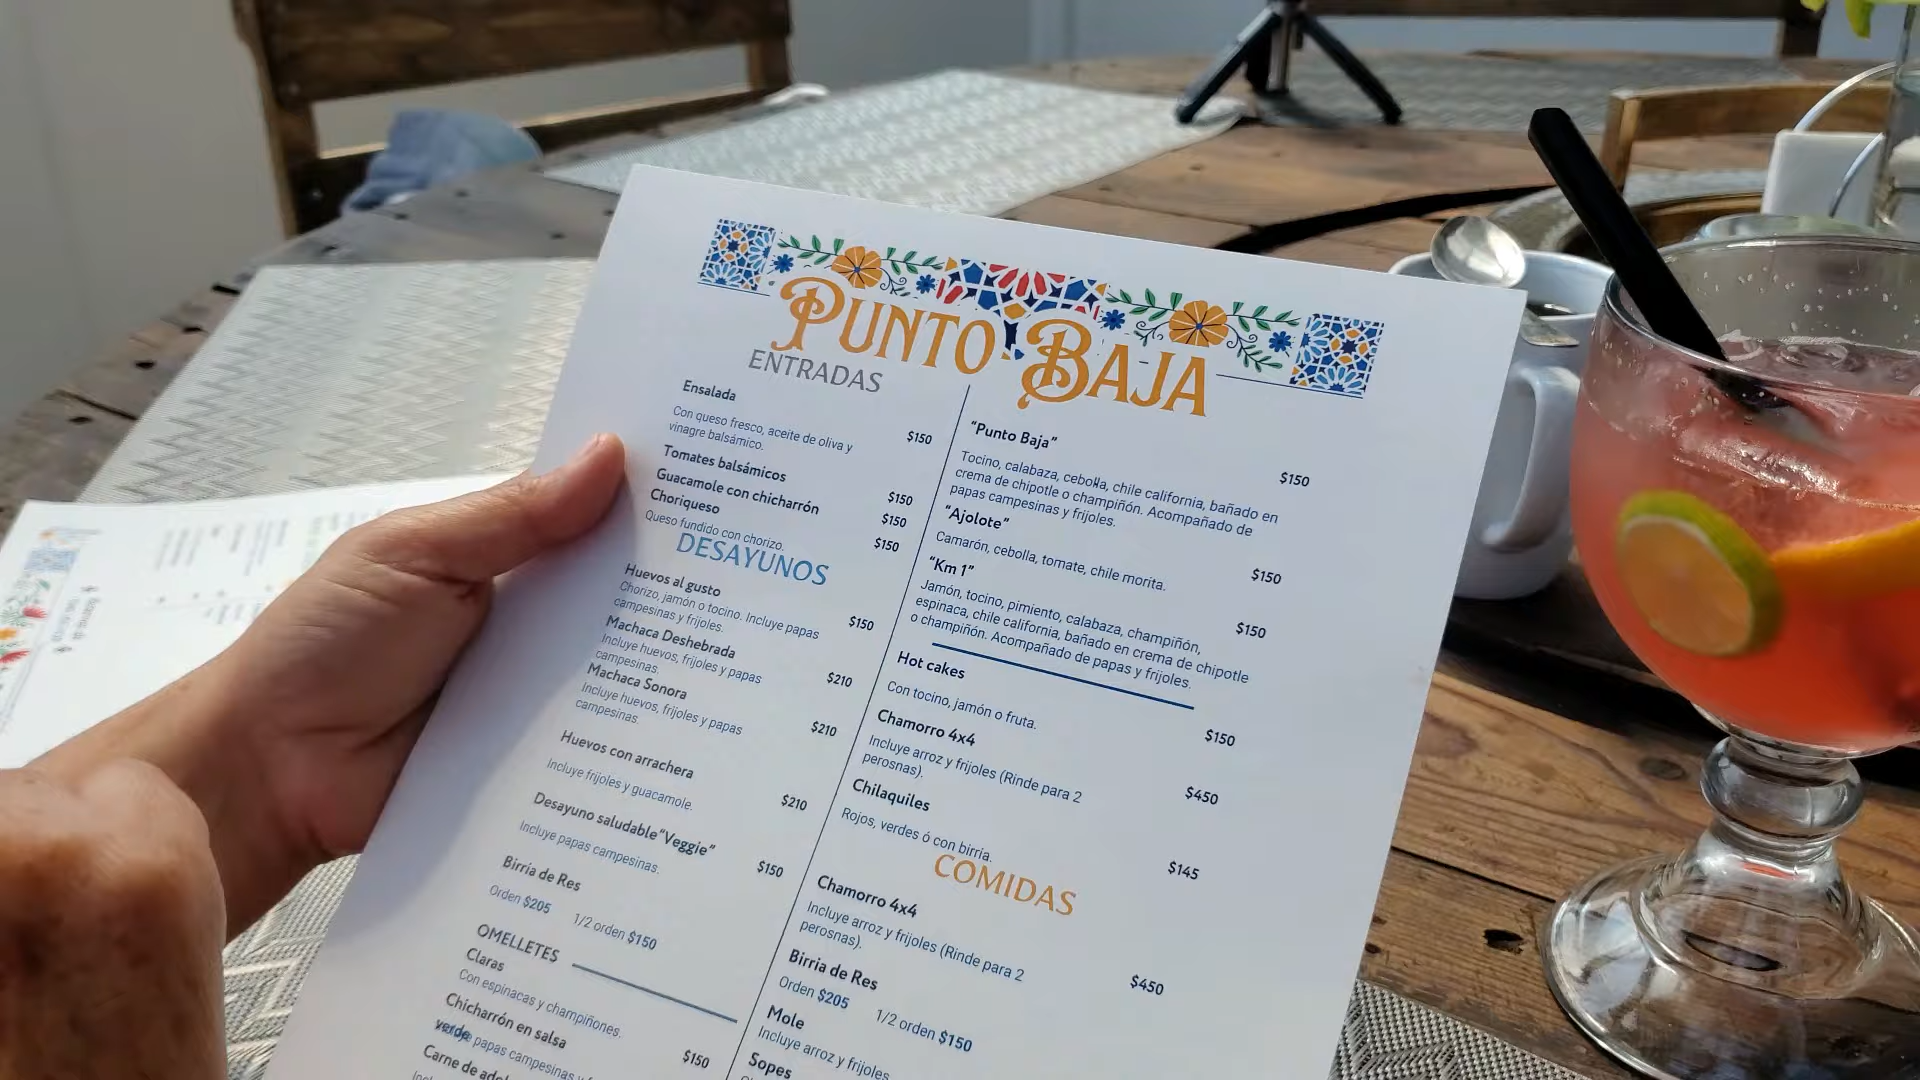 PUNTO BAJA
ENTRADAS
Ensalada
Con queso fresco, aceite de oliva y
vinagre balsámico.
$150
Tomates balsámicos
$150
Guacamole con chicharrón
$150
Choriqueso
Queso fundido con chorizo.
$150
DESAYUNOS
Huevos al gusto
Chorizo, jamón o tocino. Incluye papas
campesinas y frijoles.
$150
Machaca Deshebrada
Incluye huevos, frijoles y papas
campesinas.
$210
Machaca Sonora
Incluye huevos, frijoles y papas
campesinas.
$210
Huevos con arrachera
Incluye frijoles y guacamole.
$210
Desayuno saludable "Veggie"
Incluye papas campesinas.
$150
Birria de Res
Orden $205 1/2 orden $150
OMELLETES
Claras
Con espinacas y champiñones.
Chicharrón en salsa
verde
papas campesinas y
$150
Carne de
"Punto Baja"
Tocino, calabaza, cebolla, chile california, bañado en
crema de chipotle o champiñón. Acompañado de
papas campesinas y frijoles.
$150
"Ajolote"
Camarón, cebolla, tomate, chile morita.
$150
"Km 1"
Jamón, tocino, pimiento, calabaza, champiñón,
espinaca, chile california, bañado en crema de chipotle
o champiñón. Acompañado de papas y frijoles.
$150
Hot cakes
Con tocino, jamón o fruta.
$150
Chamorro 4x4
Incluye arroz y frijoles (Rinde para 2
perosnas).
$450
Chilaquiles
Rojos, verdes ó con birria.
$145
COMIDAS
Chamorro 4x4
Incluye arroz y frijoles (Rinde para 2
perosnas).
$450
Birria de Res
Orden $205 1/2 orden $150
Mole
Incluye arroz y frijoles
Sopes